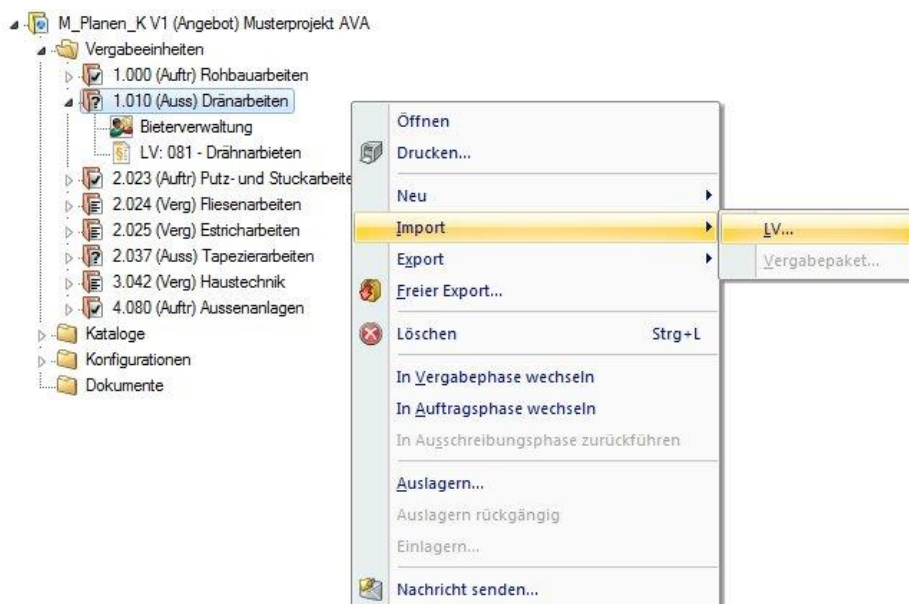 M_Planen_K V1 (Angebot) Musterprojekt AVA
Vergabeeinheiten
1.000 (Auftr) Rohbauarbeiten
1.010 (Auss) Dränarbeiten
Bieterverwaltung
LV: 081 - Drähnarbieten
2.023 (Auftr) Putz- und Stuckarbeite
2.024 (Verg) Fliesenarbeiten
2.025 (Verg) Estricharbeiten
2.037 (Auss) Tapezierarbeiten
3.042 (Verg) Haustechnik
4.080 (Auftr) Aussenanlagen
Kataloge
Konfigurationen
Dokumente
Öffnen
Drucken...
Neu
Import
Export
Freier Export...
Löschen Strg+L
In Vergabephase wechseln
In Auftragsphase wechseln
In Ausschreibungsphase zurückführen
Auslagern...
Auslagern rückgängig
Einlagern...
Nachricht senden...
LV...
Vergabepaket...